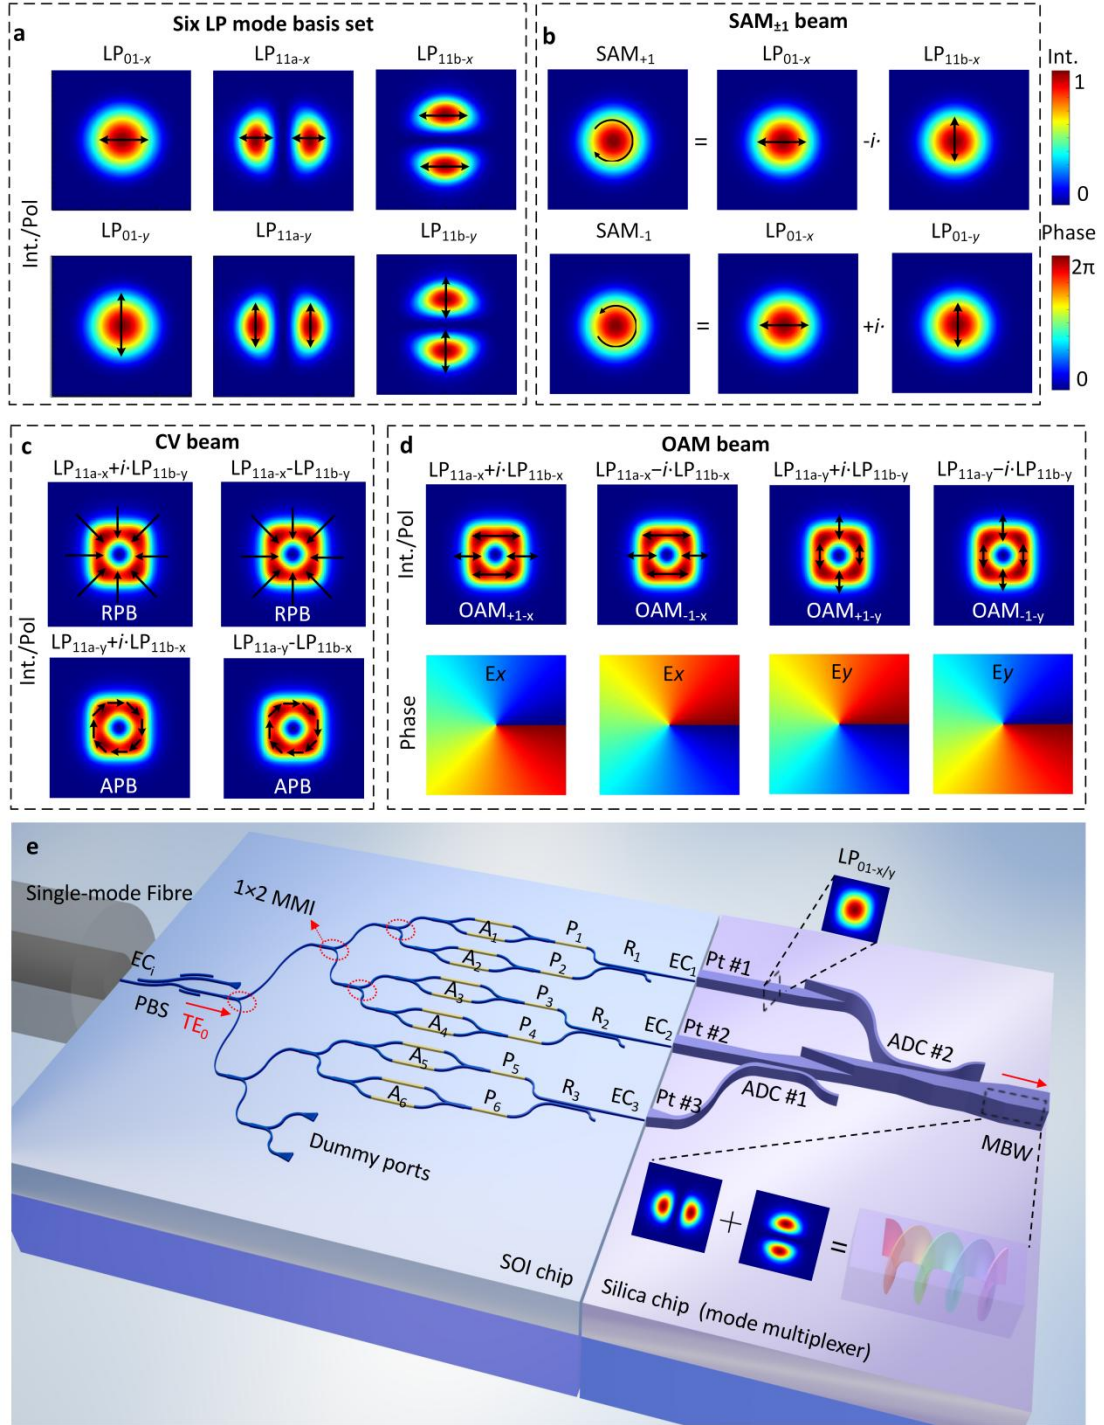 a Six LP mode basis set
LP01-x LP11a-x LP11b-x
Int./Pol
LP01-y LP11a-y LP11b-y
b SAM±1 beam
SAM+1 LP01-x LP11b-x
= -i·
SAM-1 LP01-x LP01-y
= +i·
Int.
1
0
Phase
2π
0
c CV beam
LP11a-x+i·LP11b-y LP11a-x-LP11b-y
RPB RPB
Int./Pol
LP11a-y+i·LP11b-x LP11a-y-LP11b-x
APB APB
d OAM beam
LP11a-x+i·LP11b-x LP11a-x−i·LP11b-x LP11a-y+i·LP11b-y LP11a-y−i·LP11b-y
Int./Pol
OAM+1-x OAM-1-x OAM+1-y OAM-1-y
Phase
Ex Ex Ey Ey
e
Single-mode Fibre
1×2 MMI
ECi
PBS
TE0
A1 P1
A2 P2
R1
EC1
A3 P3
A4 P4
R2
EC2
A5 P5
A6 P6
R3
EC3
Dummy ports
SOI chip
LP01-x/y
Pt #1
Pt #2
Pt #3
ADC #2
ADC #1
MBW
+ =
Silica chip (mode multiplexer)